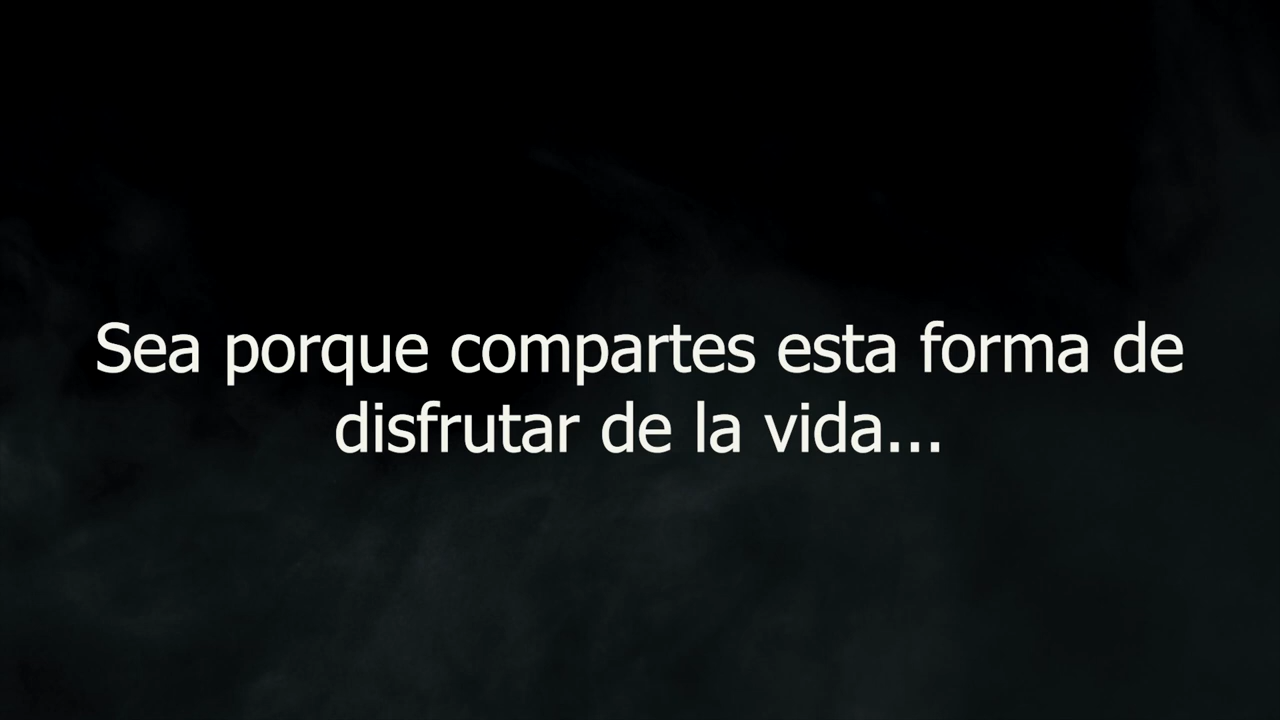 Sea porque compartes esta forma de
disfrutar de la vida...